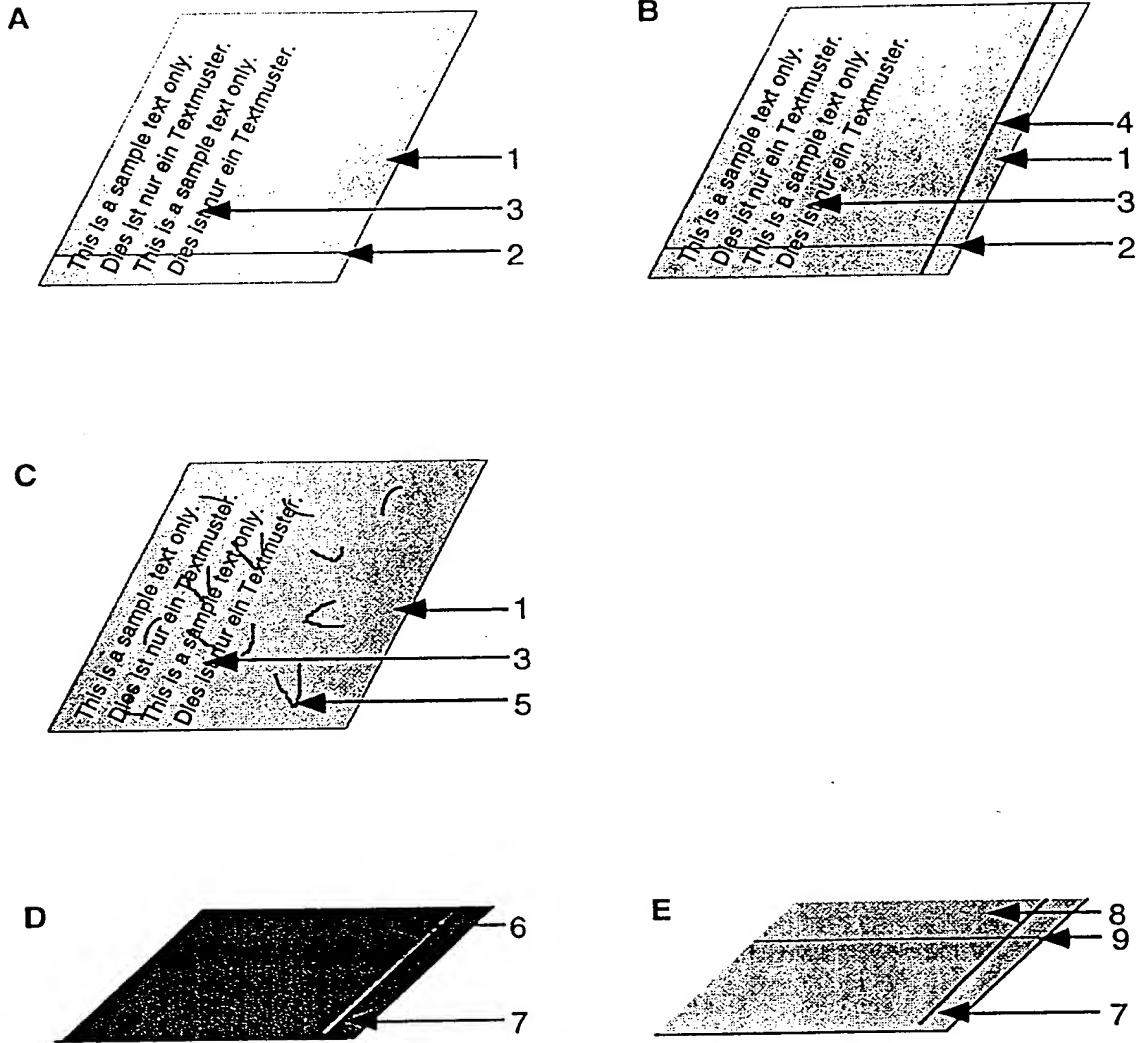 A
This is a sample text only.
Dies ist nur ein Textmuster.
This is a sample text only.
Dies ist nur ein Textmuster.
1
3
2
B
This is a sample text only.
Dies ist nur ein Textmuster.
This is a sample text only.
Dies ist nur ein Textmuster.
4
1
3
2
C
This is a sample text only.
Dies ist nur ein Textmuster.
This is a sample text only.
Dies ist nur ein Textmuster.
1
3
5
D
6
7
E
8
9
7